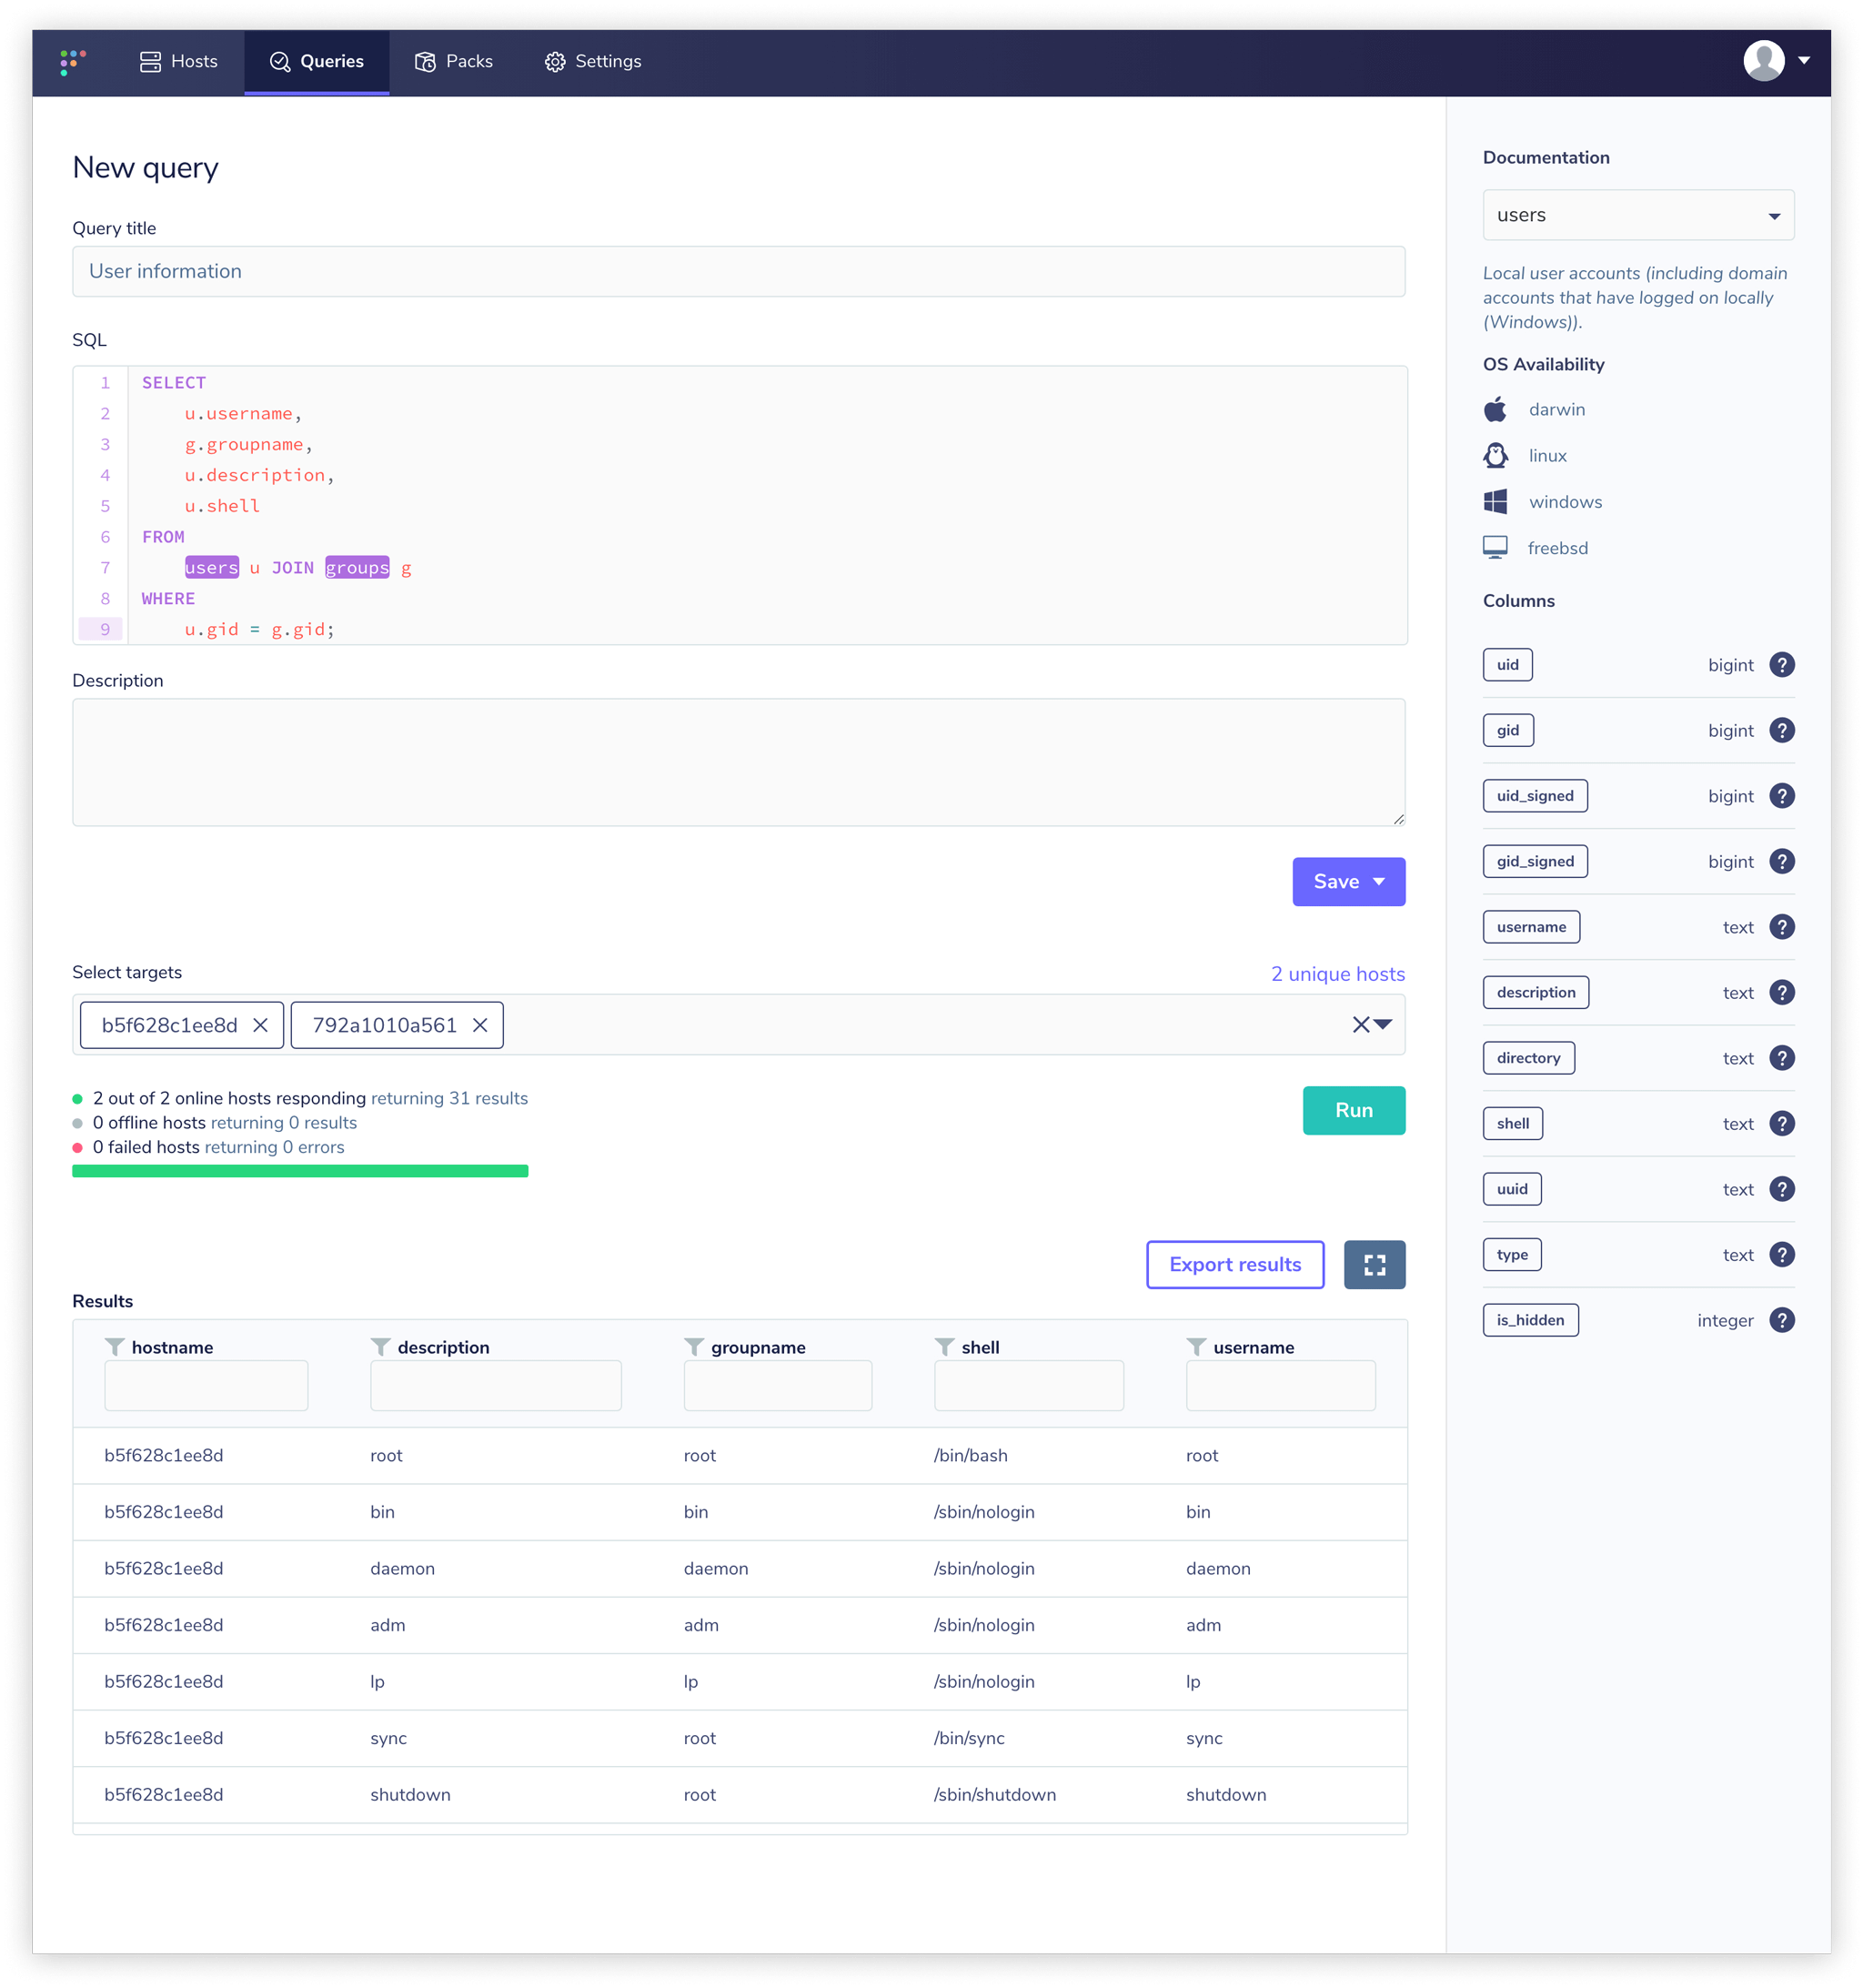 Hosts
Queries
Packs
Settings
New query
Query title
User information
SQL
1 SELECT
2 u.username,
3 g.groupname,
4 u.description,
5 u.shell
6 FROM
7 users u JOIN groups g
8 WHERE
9 u.gid = g.gid;
Description
Save
Select targets
2 unique hosts
b5f628c1ee8d
792a1010a561
2 out of 2 online hosts responding returning 31 results
0 offline hosts returning 0 results
0 failed hosts returning 0 errors
Run
Export results
Results
hostname description groupname shell username
b5f628c1ee8d root root /bin/bash root
b5f628c1ee8d bin bin /sbin/nologin bin
b5f628c1ee8d daemon daemon /sbin/nologin daemon
b5f628c1ee8d adm adm /sbin/nologin adm
b5f628c1ee8d lp lp /sbin/nologin lp
b5f628c1ee8d sync root /bin/sync sync
b5f628c1ee8d shutdown root /sbin/shutdown shutdown
Documentation
users
Local user accounts (including domain
accounts that have logged on locally
(Windows)).
OS Availability
darwin
linux
windows
freebsd
Columns
uid bigint ?
gid bigint ?
uid_signed bigint ?
gid_signed bigint ?
username text ?
description text ?
directory text ?
shell text ?
uuid text ?
type text ?
is_hidden integer ?